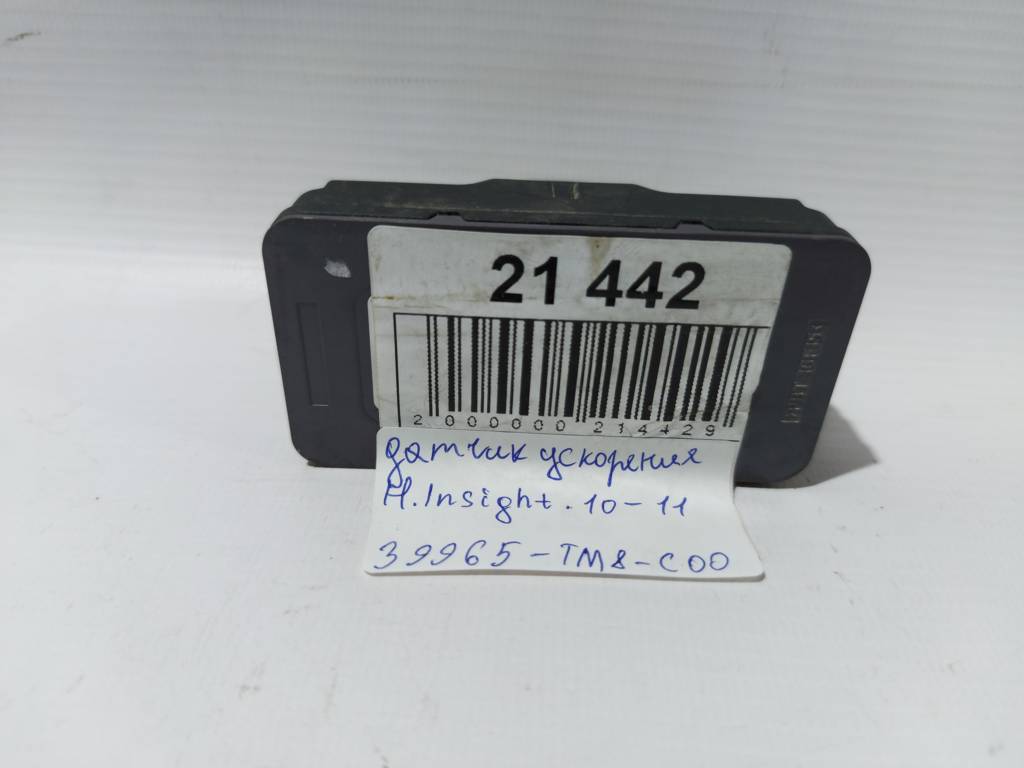 21 442
2 000000 214429
датчик ускорения
H.Insight. 10-11
39965-TM8-C00